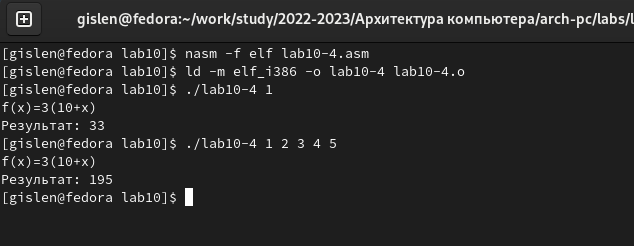 gislen@fedora:~/work/study/2022-2023/Архитектура компьютера/arch-pc/labs/
[gislen@fedora lab10]$ nasm -f elf lab10-4.asm
[gislen@fedora lab10]$ ld -m elf_i386 -o lab10-4 lab10-4.o
[gislen@fedora lab10]$ ./lab10-4 1
f(x)=3(10+x)
Результат: 33
[gislen@fedora lab10]$ ./lab10-4 1 2 3 4 5
f(x)=3(10+x)
Результат: 195
[gislen@fedora lab10]$